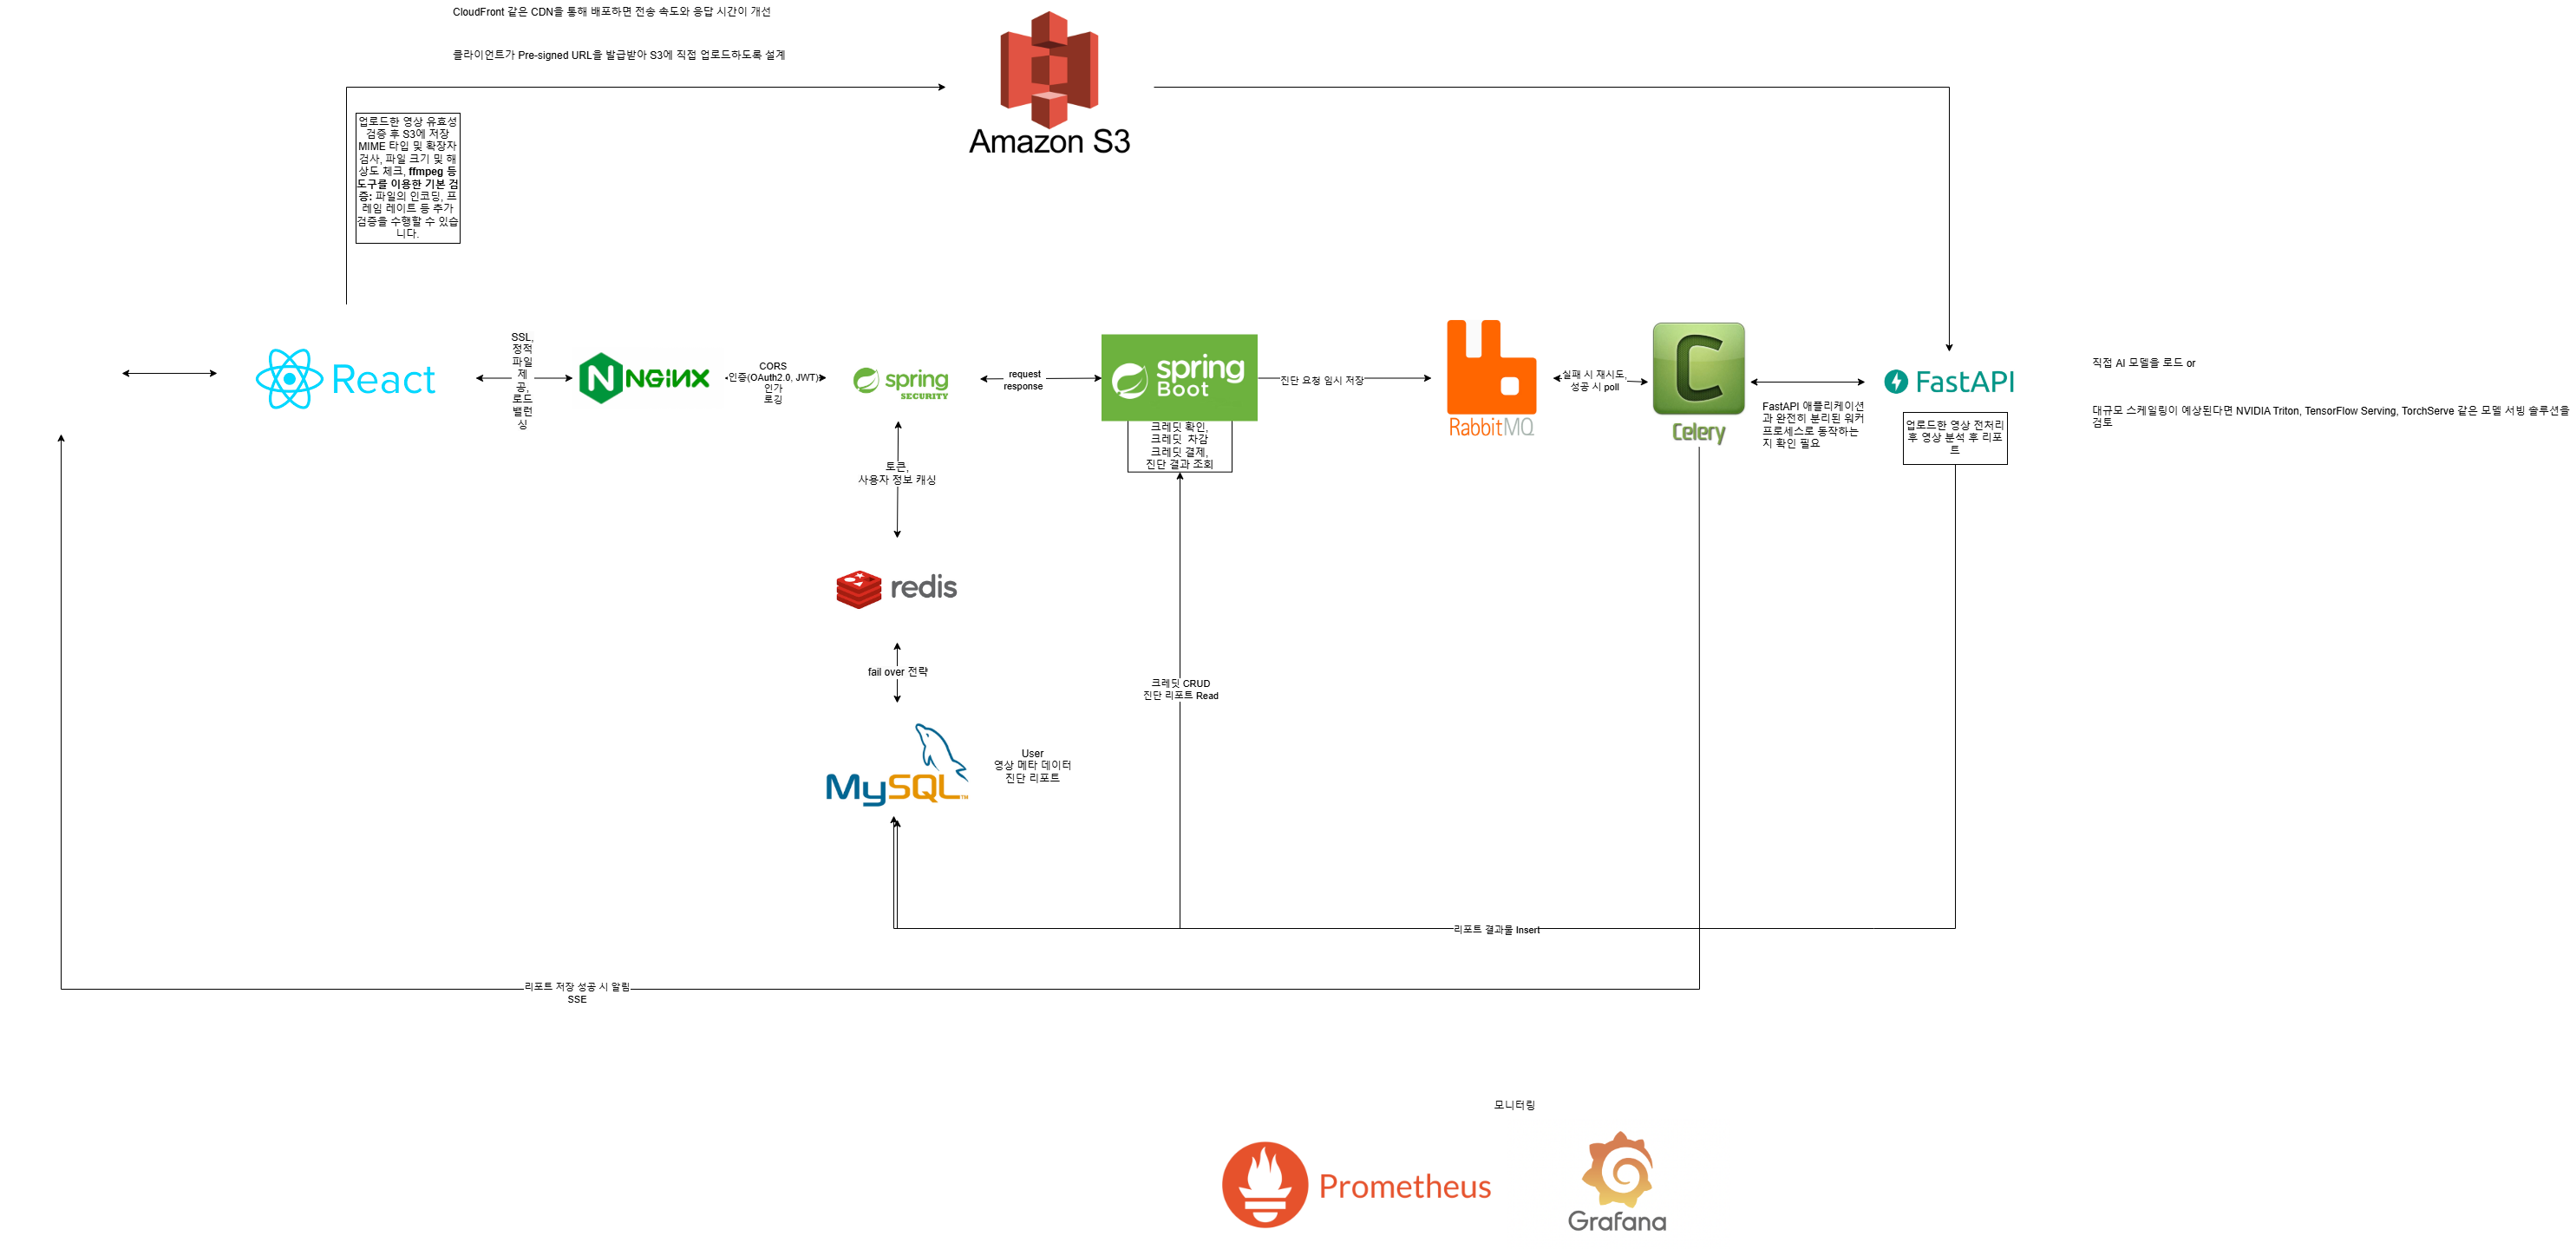 CloudFront 같은 CDN을 통해 배포하면 전송 속도와 응답 시간이 개선
클라이언트가 Pre-signed URL을 발급받아 S3에 직접 업로드하도록 설계
Amazon S3
업로드한 영상 유효성
검증 후 S3에 저장
MIME 타입 및 확장자
검사, 파일 크기 및 해
상도 체크, ffmpeg 등
도구를 이용한 기본 검
증: 파일의 인코딩, 프
레임 레이트 등 추가
검증을 수행할 수 있습
니다.
React
SSL,
정적
파일
제
공,
로드
밸런
싱
NGINX
CORS
인증(OAuth2.0, JWT)
인가
로깅
spring
SECURITY
request
response
spring
Boot
크레딧 확인,
크레딧 차감
크레딧 결제,
진단 결과 조회
진단 요청 임시 저장
RabbitMQ
실패 시 재시도,
성공 시 poll
C
Celery
FastAPI 애플리케이션
과 완전히 분리된 워커
프로세스로 동작하는
지 확인 필요
FastAPI
업로드한 영상 전처리
후 영상 분석 후 리포
트
직접 AI 모델을 로드 or
대규모 스케일링이 예상된다면 NVIDIA Triton, TensorFlow Serving, TorchServe 같은 모델 서빙 솔루션을
검토
토큰,
사용자 정보 캐싱
redis
fail over 전략
MySQL™
User
영상 메타 데이터
진단 리포트
크레딧 CRUD
진단 리포트 Read
리포트 결과물 Insert
리포트 저장 성공 시 알림
SSE
모니터링
Prometheus
Grafana